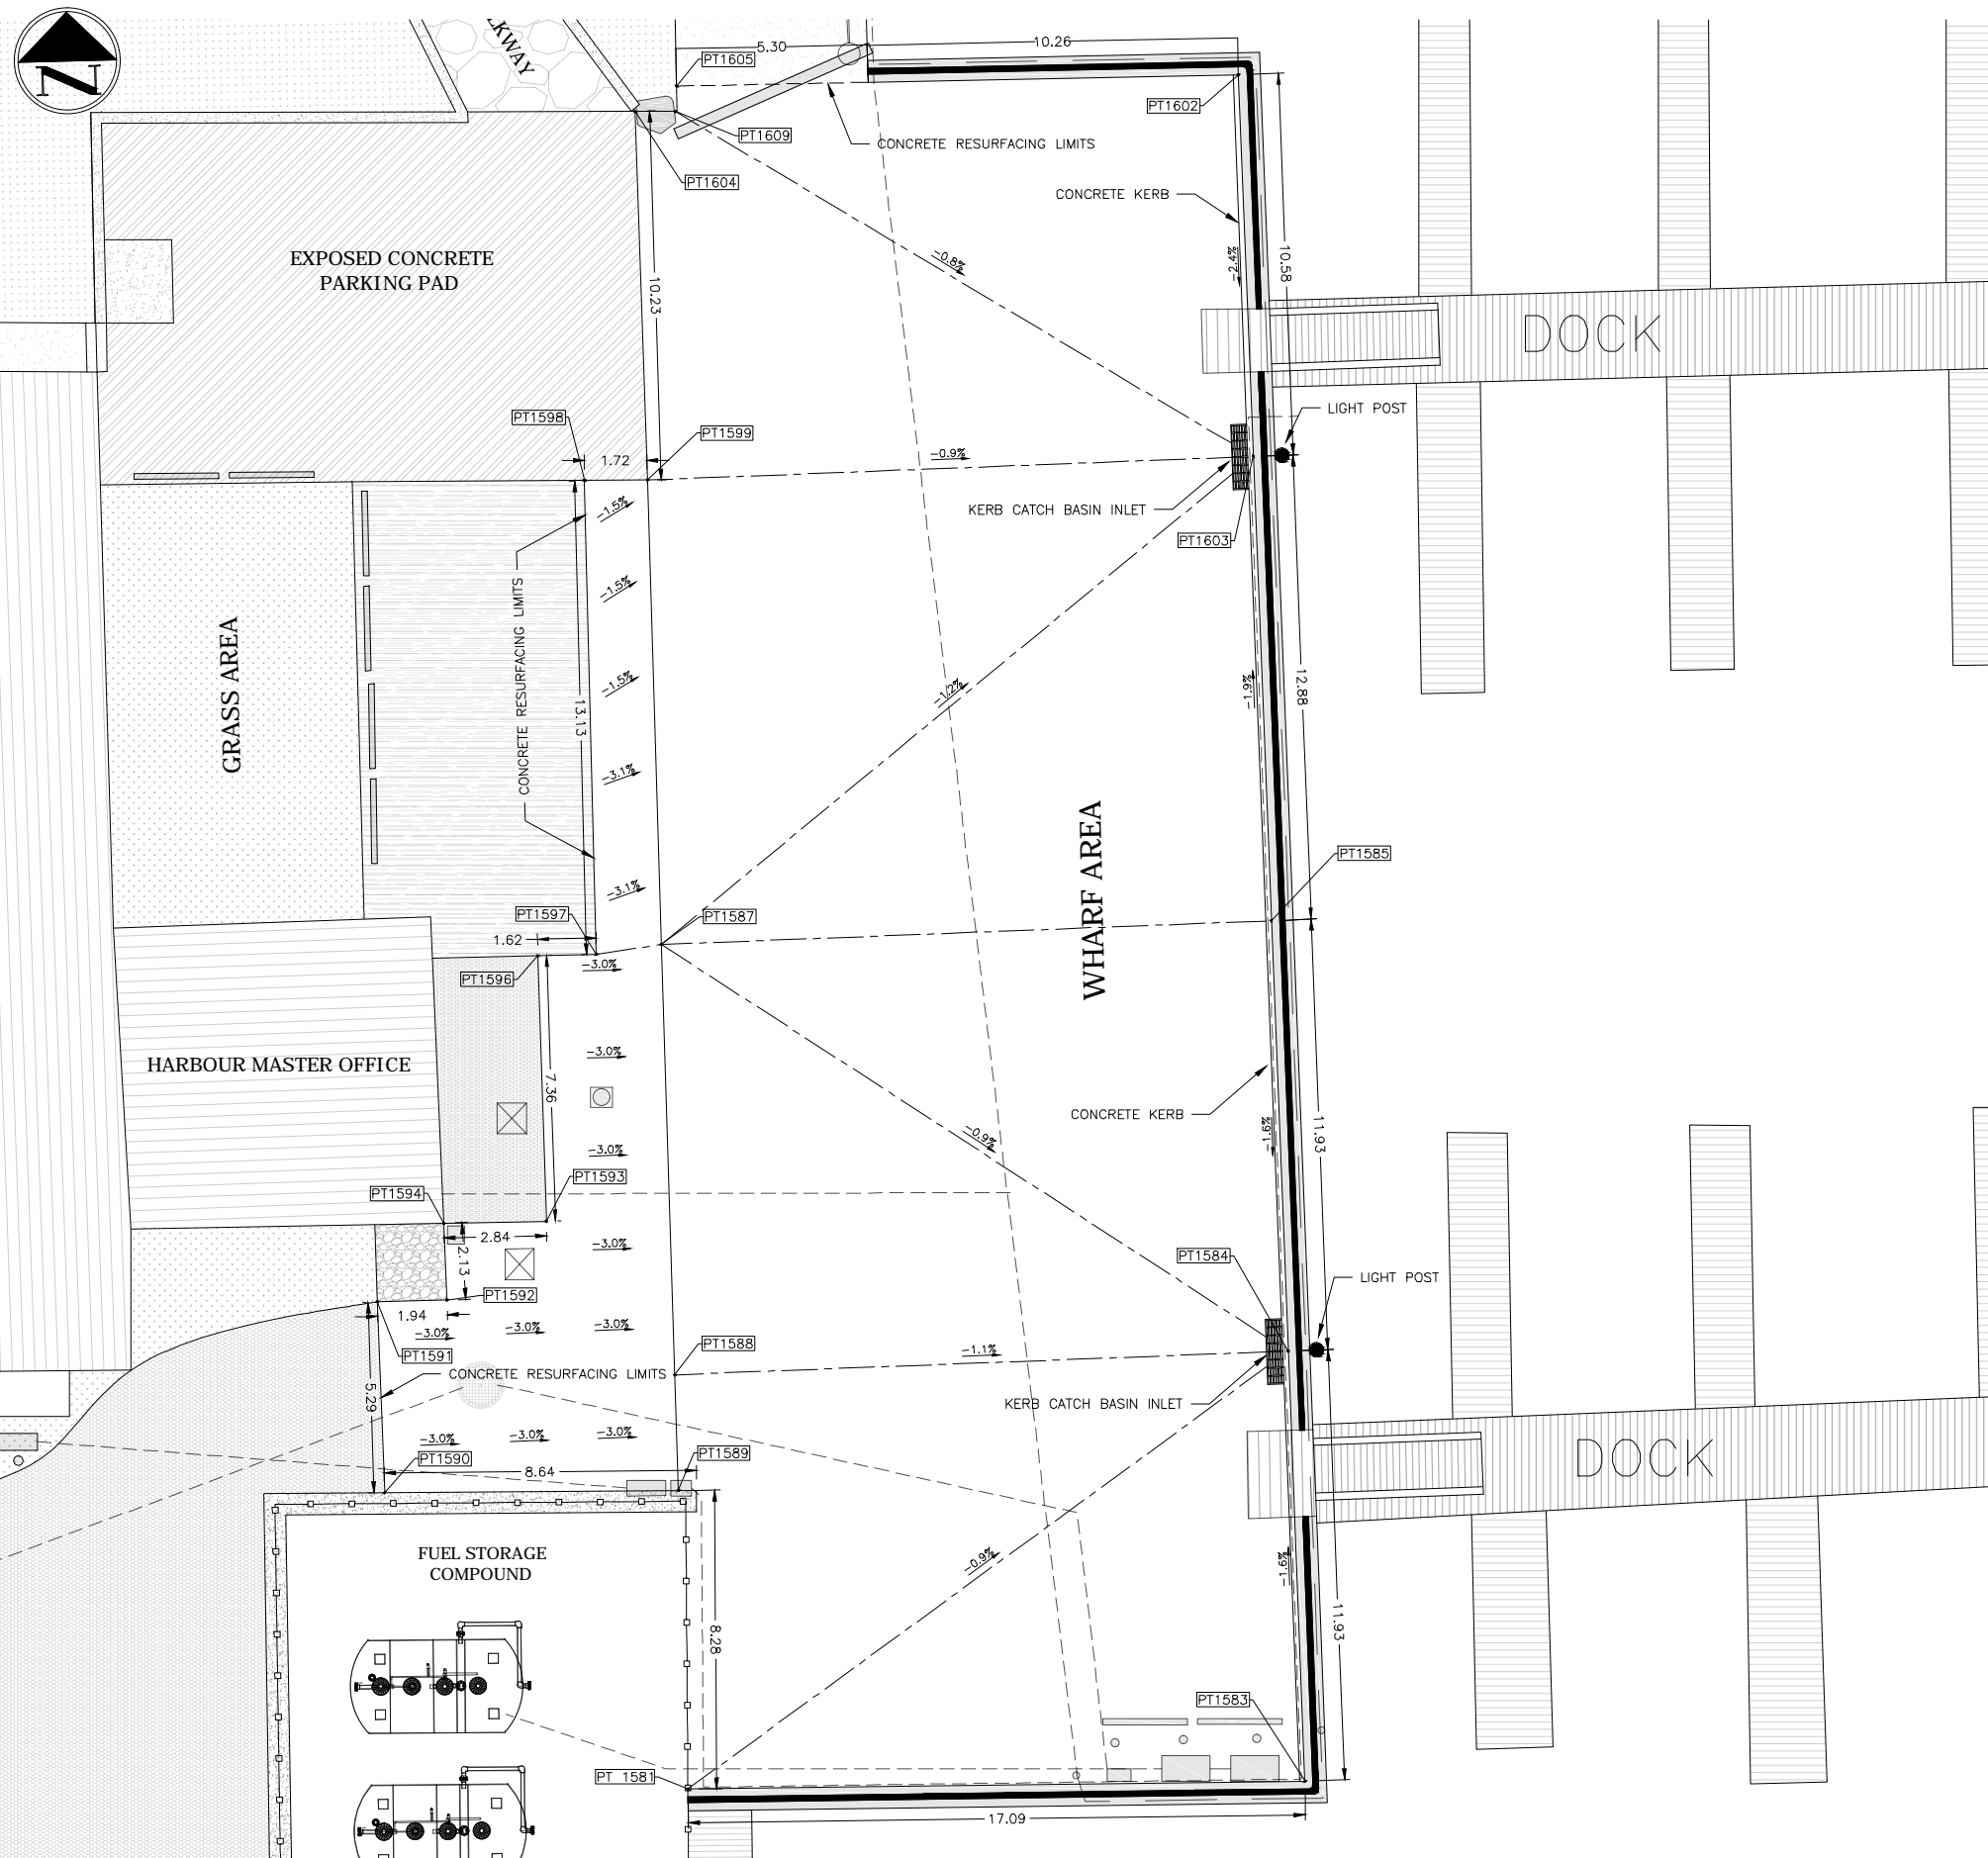 N
LKWAY
5.30
10.26
PT1605
PT1602
PT1609
CONCRETE RESURFACING LIMITS
PT1604
CONCRETE KERB
EXPOSED CONCRETE
PARKING PAD
10.23
-0.8%
-2.4%
10.58
DOCK
PT1598
PT1599
LIGHT POST
1.72
-0.9%
-1.5%
KERB CATCH BASIN INLET
PT1603
-1.5%
CONCRETE RESURFACING LIMITS
GRASS AREA
13.13
-1.5%
-1.2%
-1.9%
12.88
-3.1%
WHARF AREA
PT1585
-3.1%
PT1597
PT1587
1.62
-3.0%
PT1596
HARBOUR MASTER OFFICE
-3.0%
7.36
CONCRETE KERB
-0.9%
-1.6%
11.93
-3.0%
PT1593
PT1594
2.84
2.13
-3.0%
PT1584
LIGHT POST
PT1592
1.94
-3.0%
-3.0%
-3.0%
PT1591
PT1588
-1.1%
CONCRETE RESURFACING LIMITS
5.29
KERB CATCH BASIN INLET
-3.0%
-3.0%
-3.0%
PT1590
PT1589
8.64
DOCK
FUEL STORAGE
COMPOUND
-0.9%
-1.6%
8.28
11.93
PT1583
PT 1581
17.09